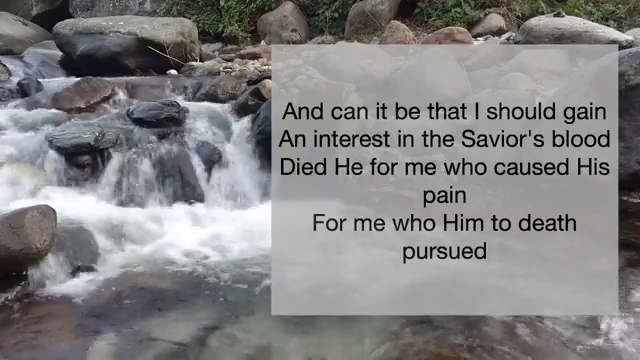 And can it be that I should gain
An interest in the Savior's blood
Died He for me who caused His
pain
For me who Him to death
pursued